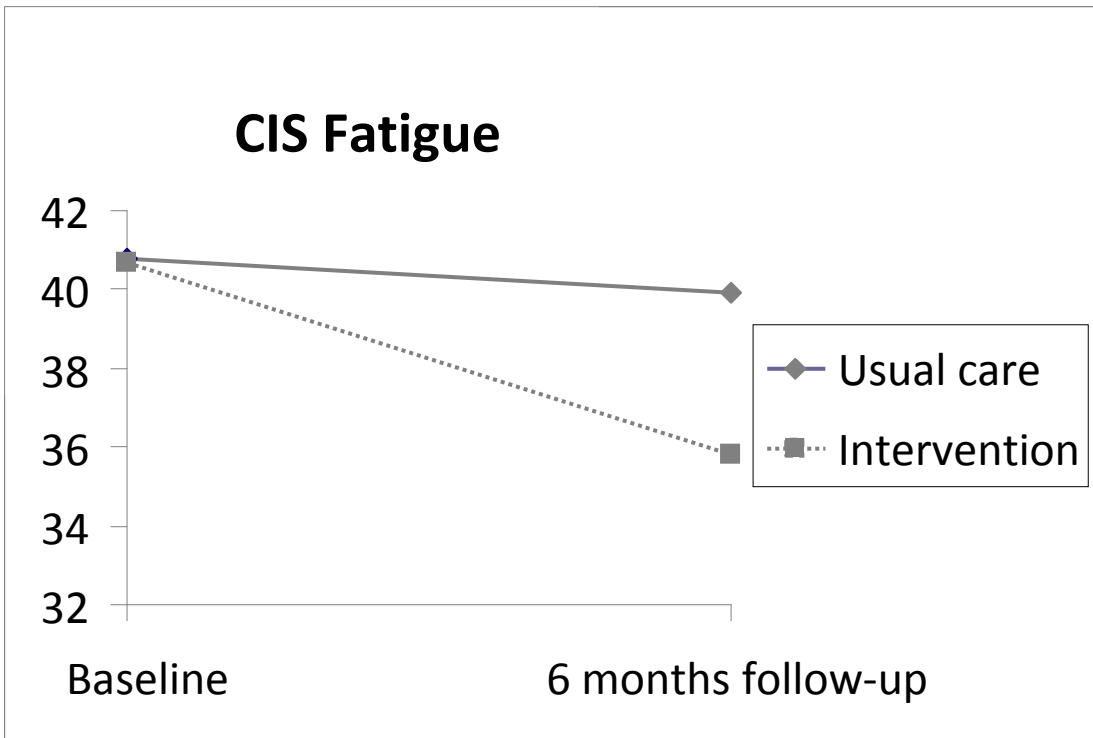 CIS Fatigue
42
40
38
36
34
32
Usual care
Intervention
Baseline 6 months follow-up